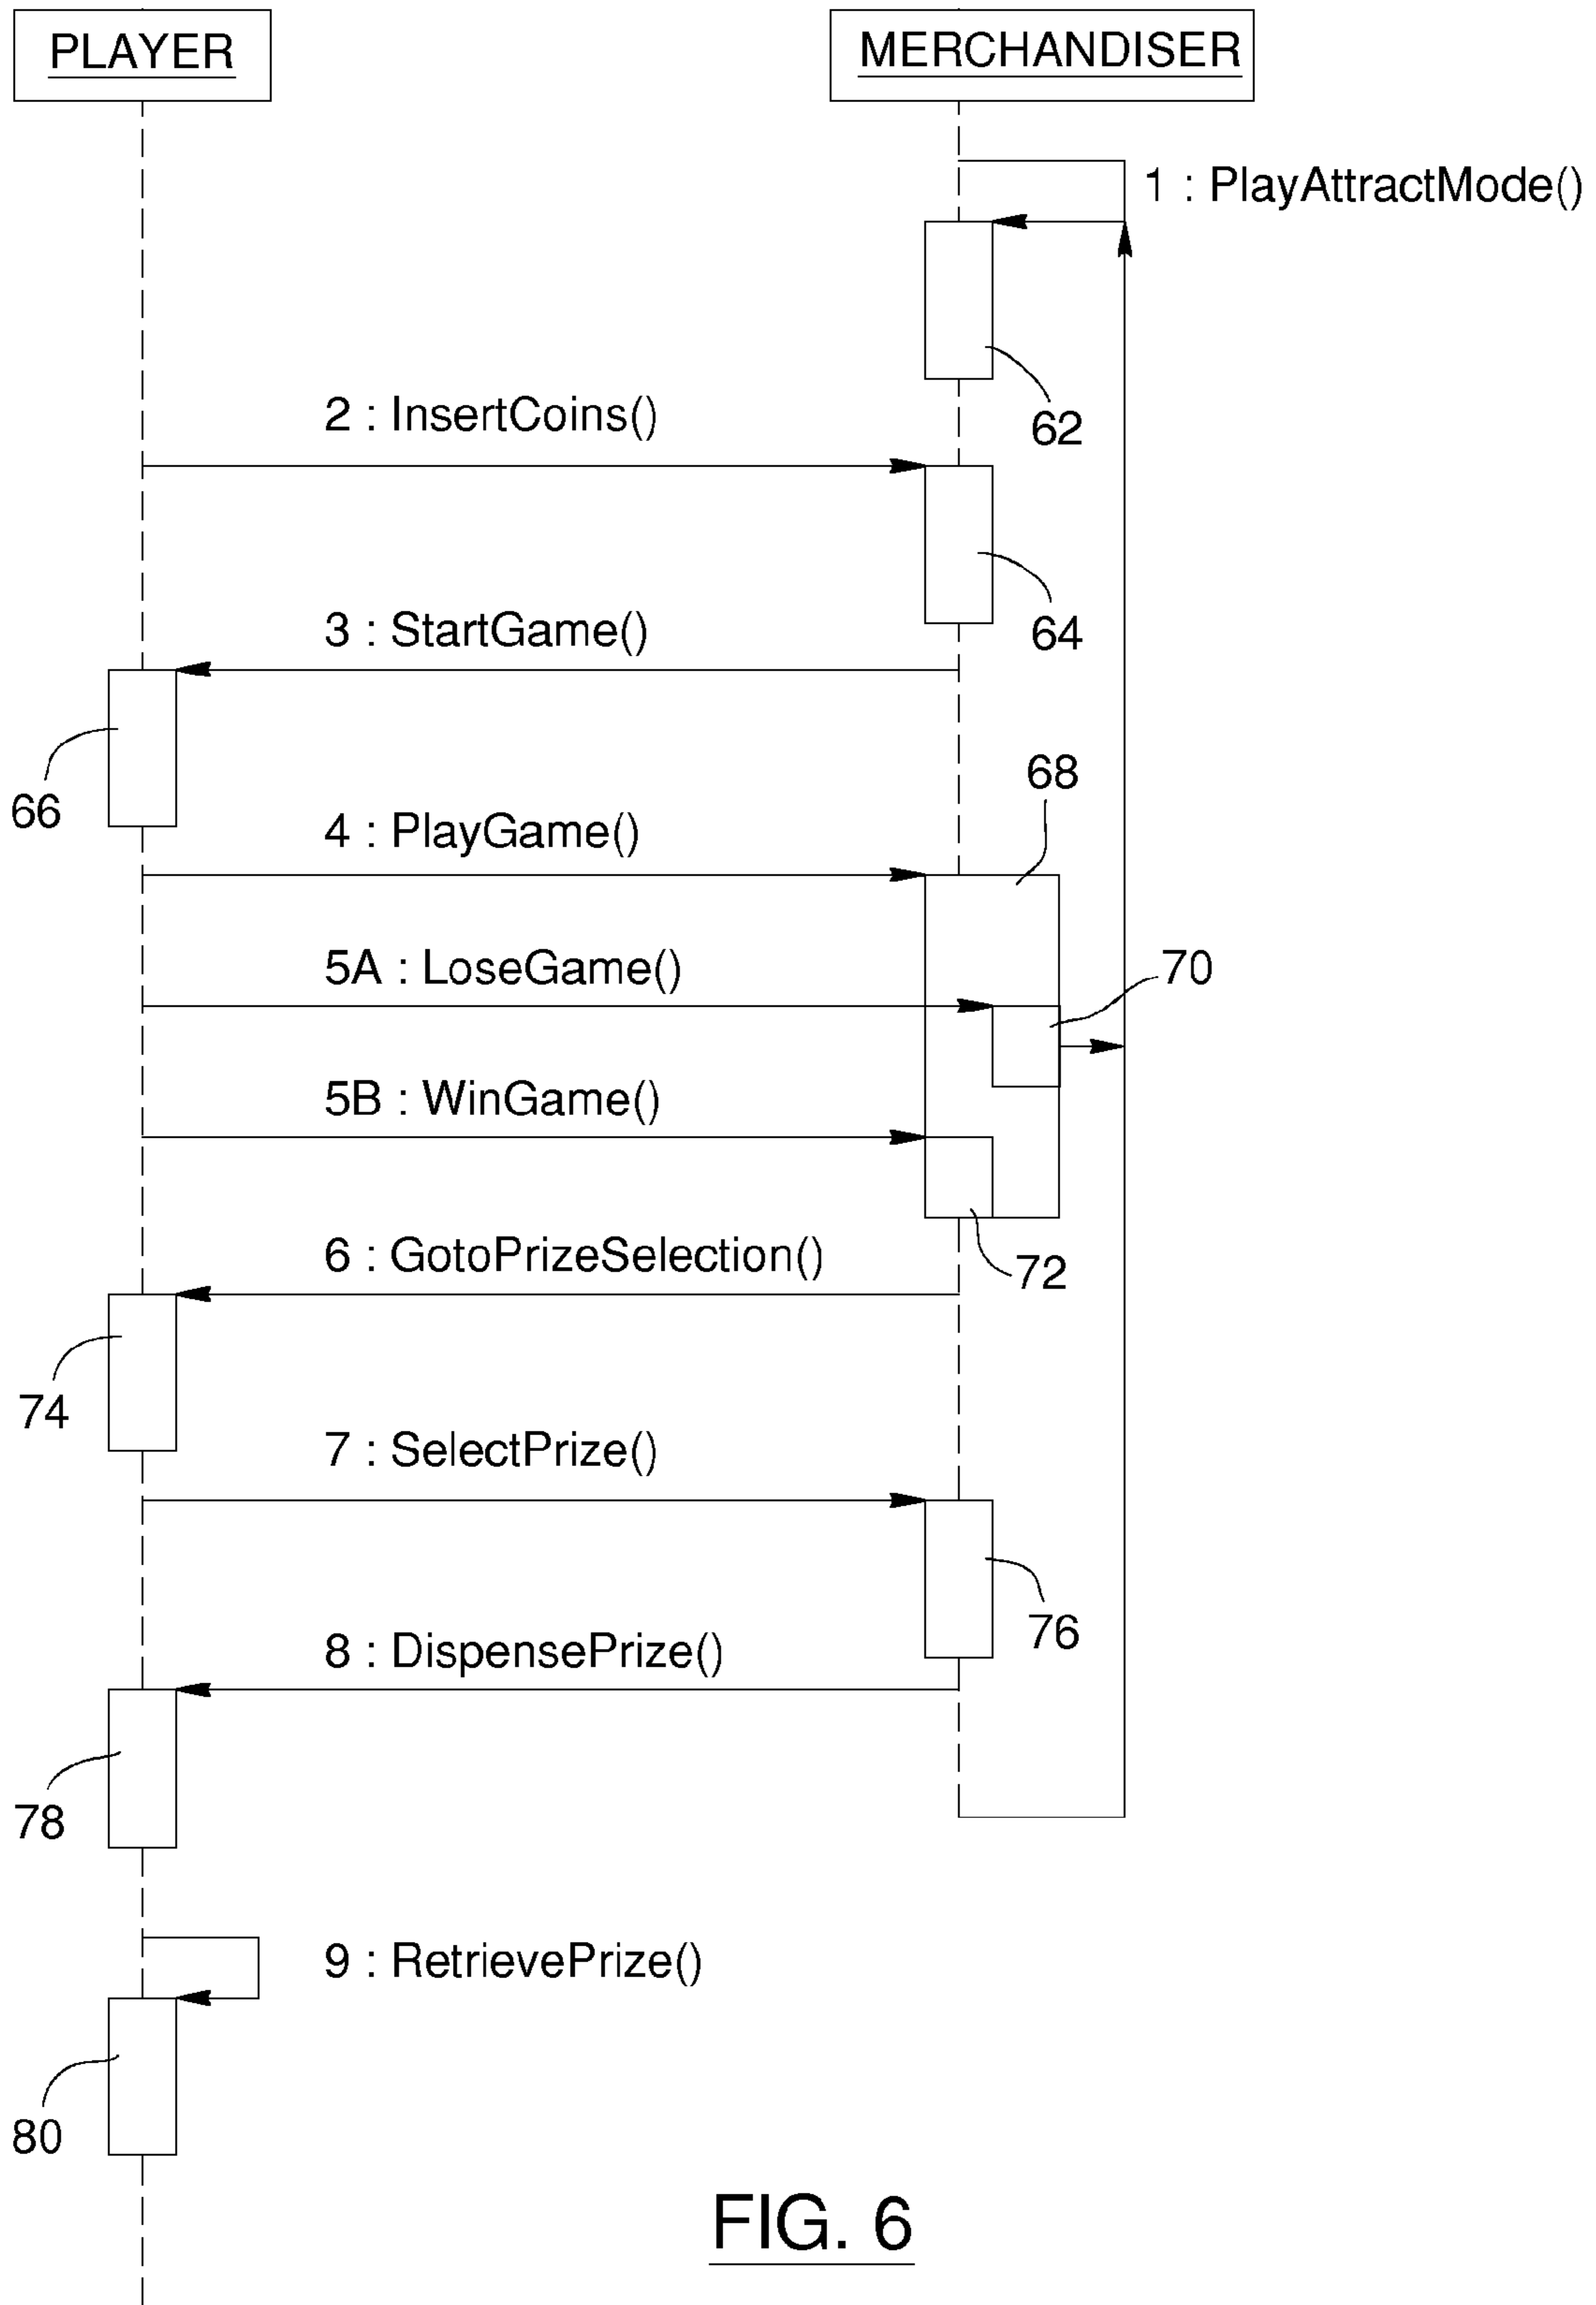 PLAYER
MERCHANDISER
1 : PlayAttractMode()
62
2 : InsertCoins()
64
3 : StartGame()
66
68
4 : PlayGame()
5A : LoseGame()
70
5B : WinGame()
6 : GotoPrizeSelection()
72
74
7 : SelectPrize()
76
8 : DispensePrize()
78
9 : RetrievePrize()
80
FIG. 6